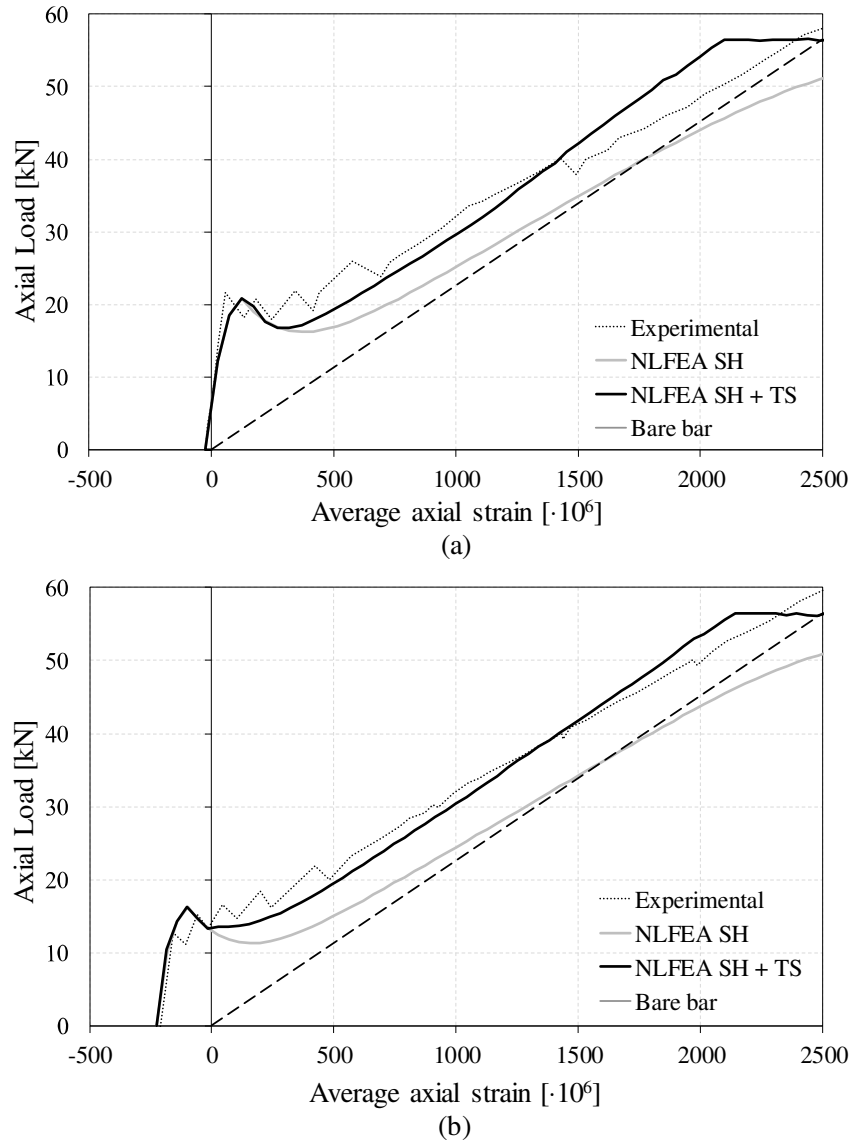 60
50
40
30
20
10
0
Axial Load [kN]
Experimental
NLFEA SH
NLFEA SH + TS
Bare bar
-500 0 500 1000 1500 2000 2500
Average axial strain [·10⁶]
(a)
60
50
40
30
20
10
0
Axial Load [kN]
Experimental
NLFEA SH
NLFEA SH + TS
Bare bar
-500 0 500 1000 1500 2000 2500
Average axial strain [·10⁶]
(b)